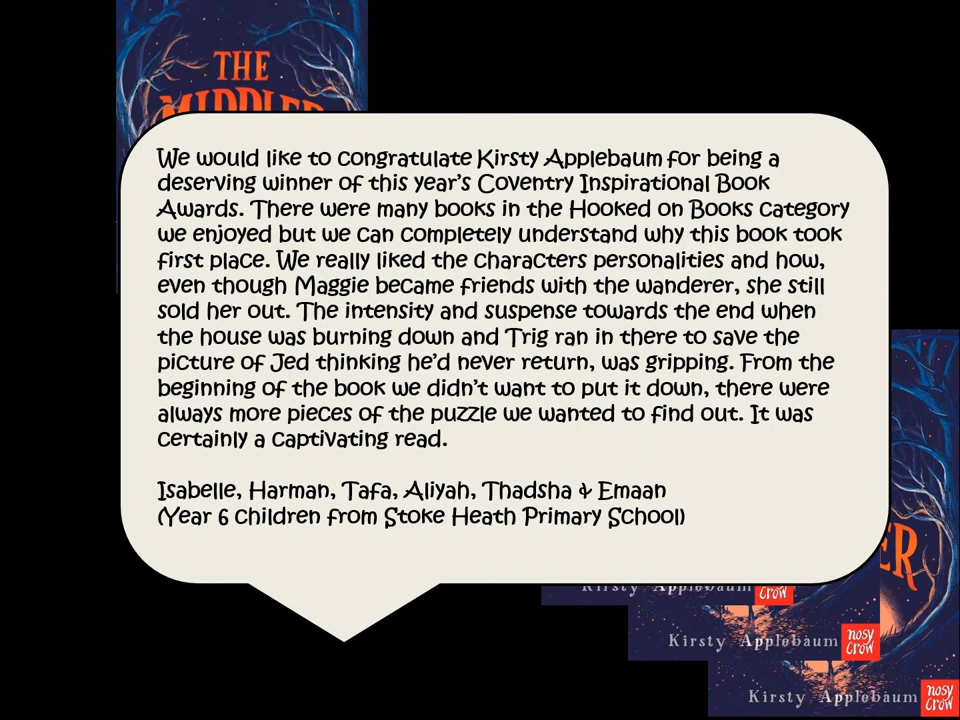 THE
We would like to congratulate Kirsty Applebaum for being a
deserving winner of this year's Coventry Inspirational Book
Awards. There were many books in the Hooked on Books category
we enjoyed but we can completely understand why this book took
first place. We really liked the characters personalities and how,
even though Maggie became friends with the wanderer, she still
sold her out. The intensity and suspense towards the end when
the house was burning down and Trig ran in there to save the
picture of Jed thinking he'd never return, was gripping. From the
beginning of the book we didn't want to put it down, there were
always more pieces of the puzzle we wanted to find out. It was
certainly a captivating read.
Isabelle, Harman, Tafa, Aliyah, Thadsha & Emaan
(Year 6 children from Stoke Heath Primary School)
ER
Kirsty Applebaum
crow
Kirsty Applebaum
nosy
crow
Kirsty Applebaum
nosy
crow